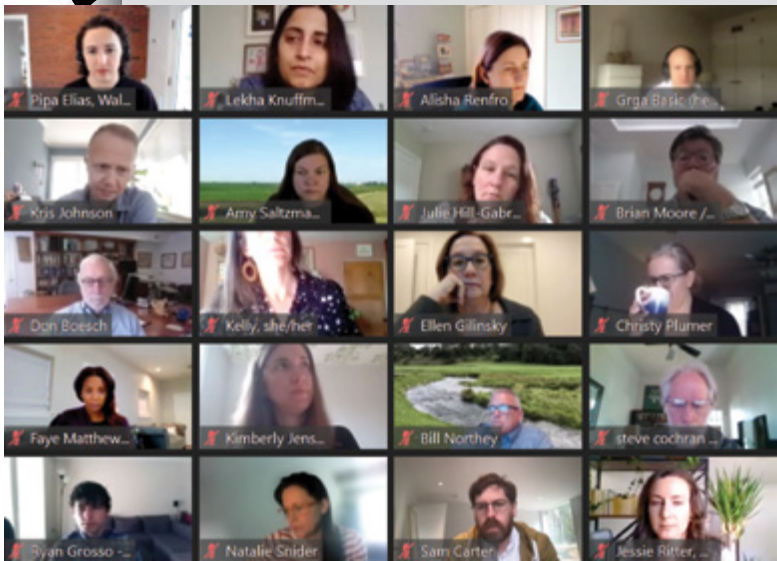 Pipa Elias, Wal...
Lekha Knuffm...
Alisha Renfro
Grga Basic (he...
Kris Johnson
Amy Saltzma...
Julie Hill-Gabr...
Brian Moore /...
Don Boesch
Kelly, she/her
Ellen Gilinsky
Christy Plumer
Faye Matthew...
Kimberly Jens...
Bill Northey
steve cochran ...
Ryan Grosso -...
Natalie Snider
Sam Carter
Jessie Ritter, ...